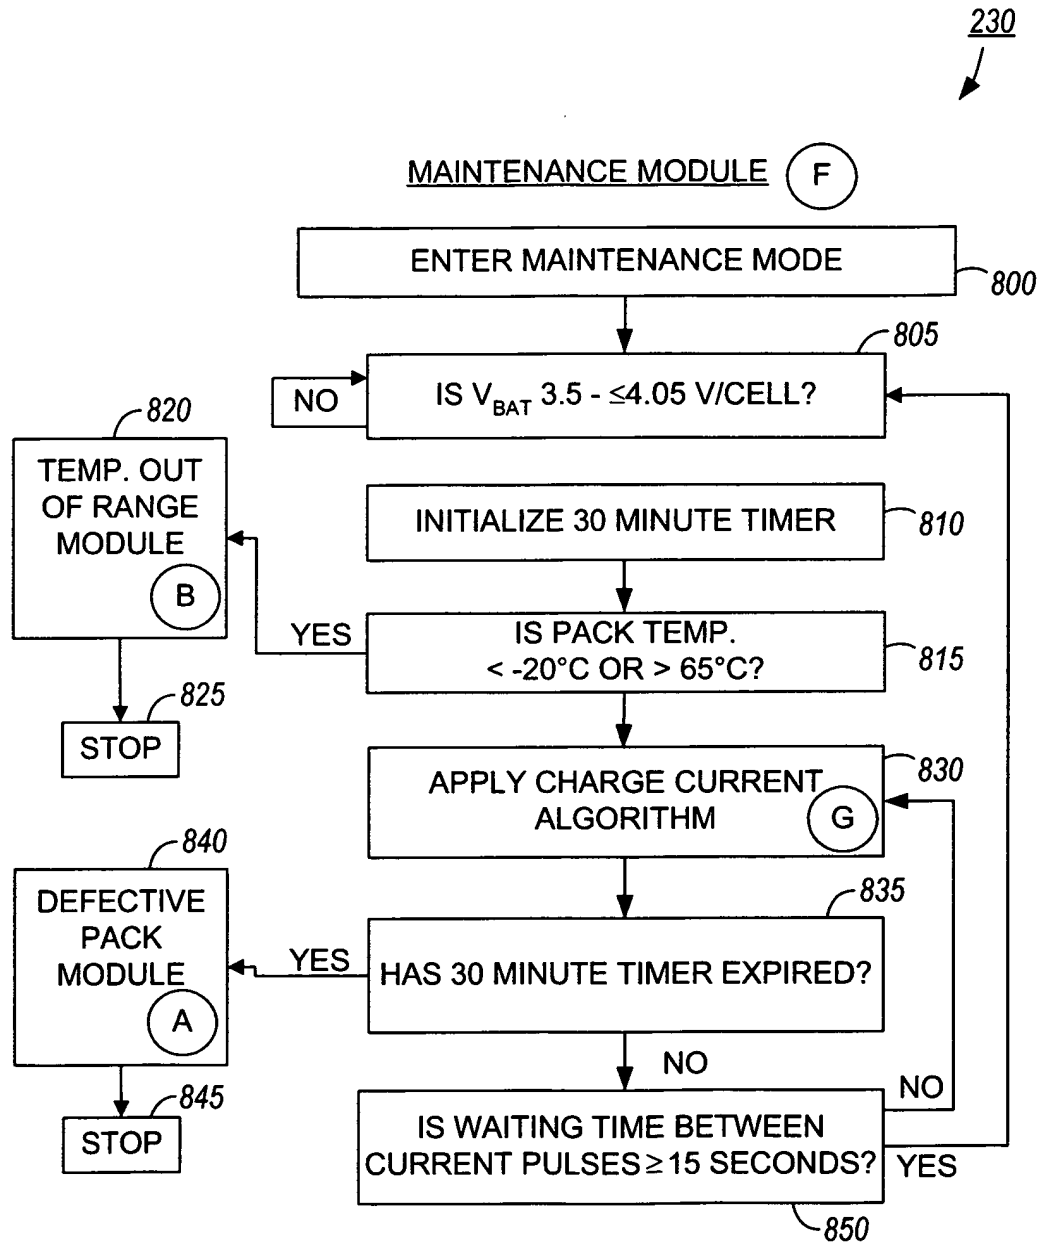 230
MAINTENANCE MODULE F
ENTER MAINTENANCE MODE
800
805
IS V_BAT 3.5 - ≤4.05 V/CELL?
NO
820
TEMP. OUT
OF RANGE
MODULE
B
INITIALIZE 30 MINUTE TIMER
810
YES
IS PACK TEMP.
< -20°C OR > 65°C?
815
825
STOP
APPLY CHARGE CURRENT
ALGORITHM
G
830
840
DEFECTIVE
PACK
MODULE
A
835
YES
HAS 30 MINUTE TIMER EXPIRED?
NO
845
STOP
IS WAITING TIME BETWEEN
CURRENT PULSES ≥ 15 SECONDS?
NO
YES
850